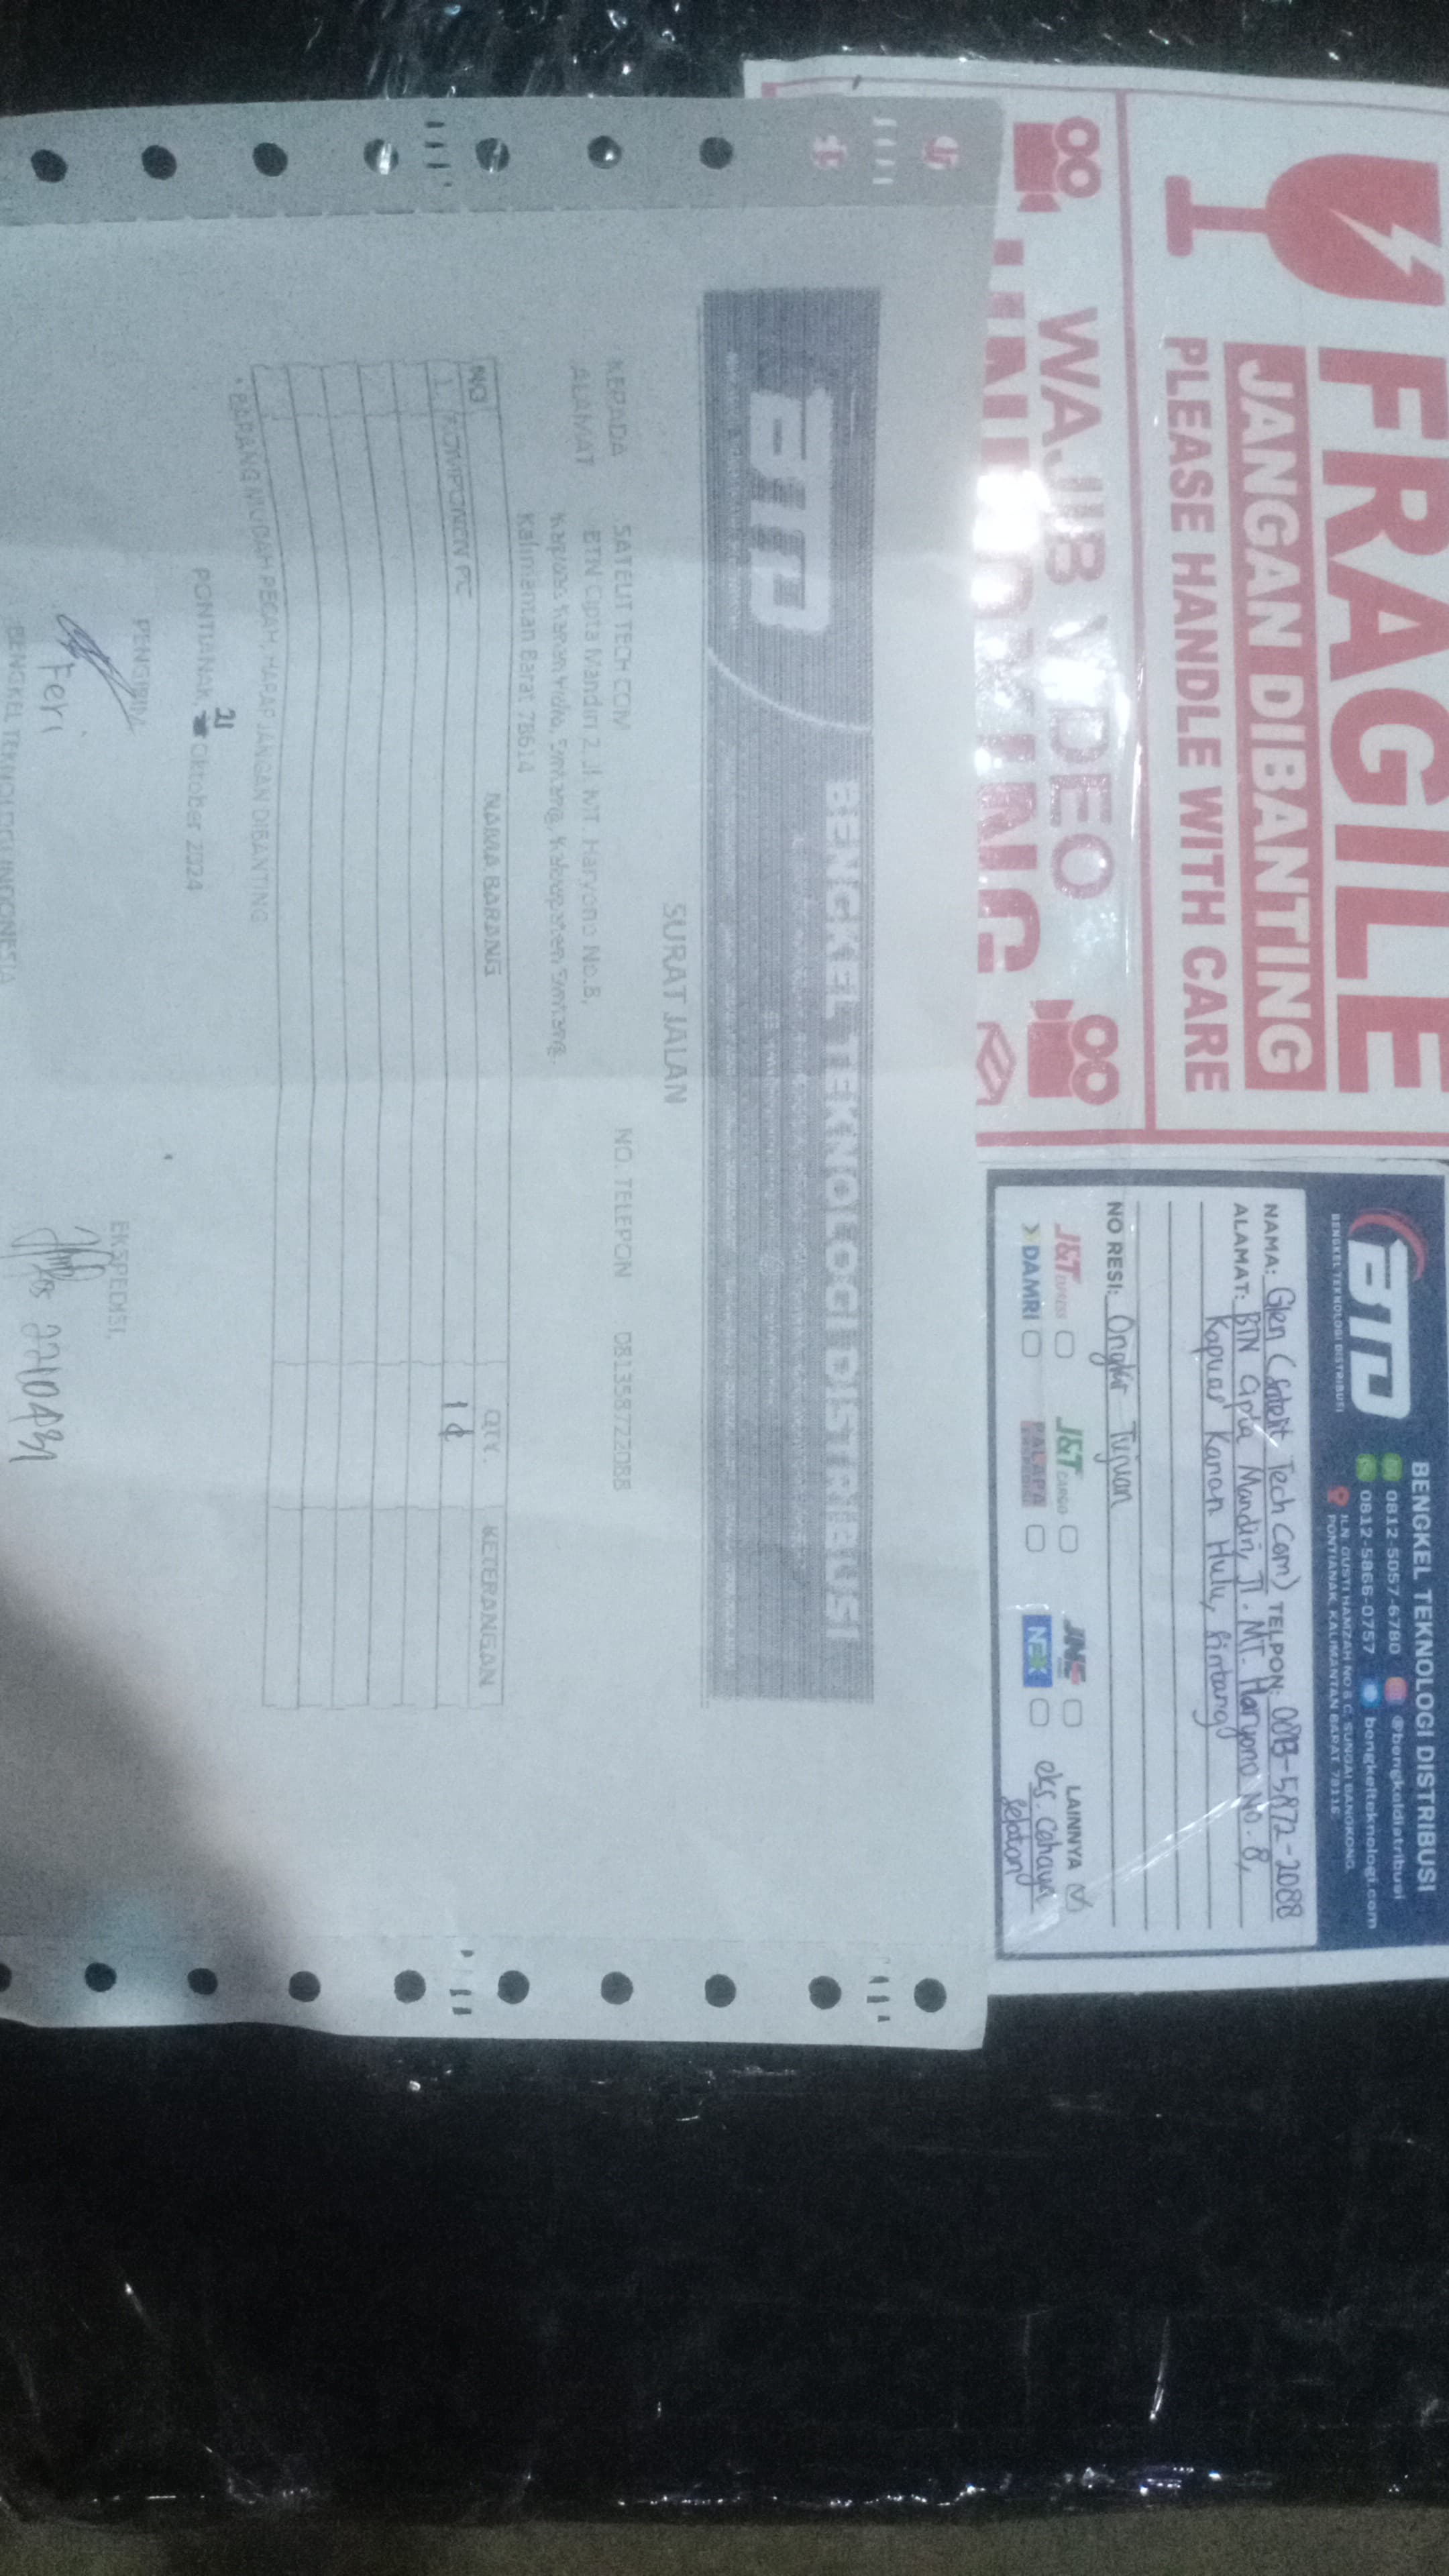 FRAGILE
JANGAN DIBANTING
PLEASE HANDLE WITH CARE
WAJIB VIDEO
BTD
BENGKEL TEKNOLOGI DISTRIBUSI
BENGKEL TEKNOLOGI DISTRIBUSI
0812-5057-6780 @bengkeldiatribusi
0812-5866-0757 bengkelteknologi.com
JLN. GUSTI HAMZAH NO 8 C. SUNGAI BANGKONG,
PONTIANAK, KALIMANTAN BARAT 78116
NAMA: Glen (Satelit Tech Com) TELPON: 0813-5872-2088
ALAMAT: BTN Cipta Mandiri, Jl. MT. Haryono No. 8,
Kapuas Kanan Hulu, Sintang
NO RESI: Ongkir Tujuan
J&T EXPRESS J&T CARGO JNE LAINNYA
DAMRI PALAPA NEX eks. Cahaya
Selatan
BTD
BENGKEL TEKNOLOGI DISTRIBUSI
SURAT JALAN
KEPADA SATELIT TECH COM NO. TELEPON 081358722088
ALAMAT BTN Cipta Mandiri 2 Jl MT. Haryono No.8,
Kapuas Kanan Hulu, Sintang, Kabupaten Sintang,
Kalimantan Barat 78614
NO NAMA BARANG QTY. KETERANGAN
1. KOMPONEN PC 1
BARANG MUDAH PECAH, HARAP JANGAN DIBANTING
PONTIANAK, 21 Oktober 2024
PENGIRIM, EKSPEDISI,
Feri
BENGKEL TEKNOLOGI INDONESIA